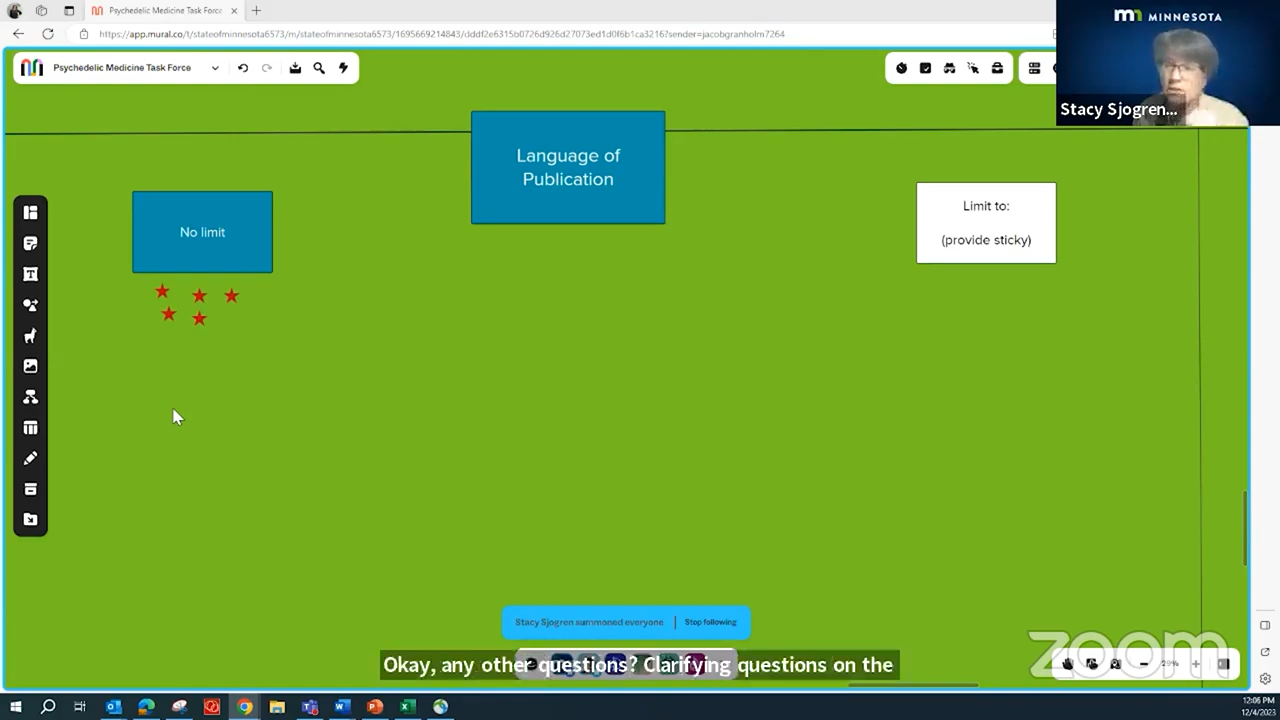 Psychedelic Medicine Task Force
https://app.mural.co/t/stateofminnesota6573/m/stateofminnesota6573/1695669214843/dddf2e6315b0726d926d27073ed1d0f6b1ca3216?sender=jacobgranholm7264
MINNESOTA
Psychedelic Medicine Task Force
Stacy Sjogren...
Language of
Publication
No limit
Limit to:
(provide sticky)
Stacy Sjogren summoned everyone
Stop following
Okay, any other questions? Clarifying questions on the
zoom
29%
12:06 PM
12/4/2023